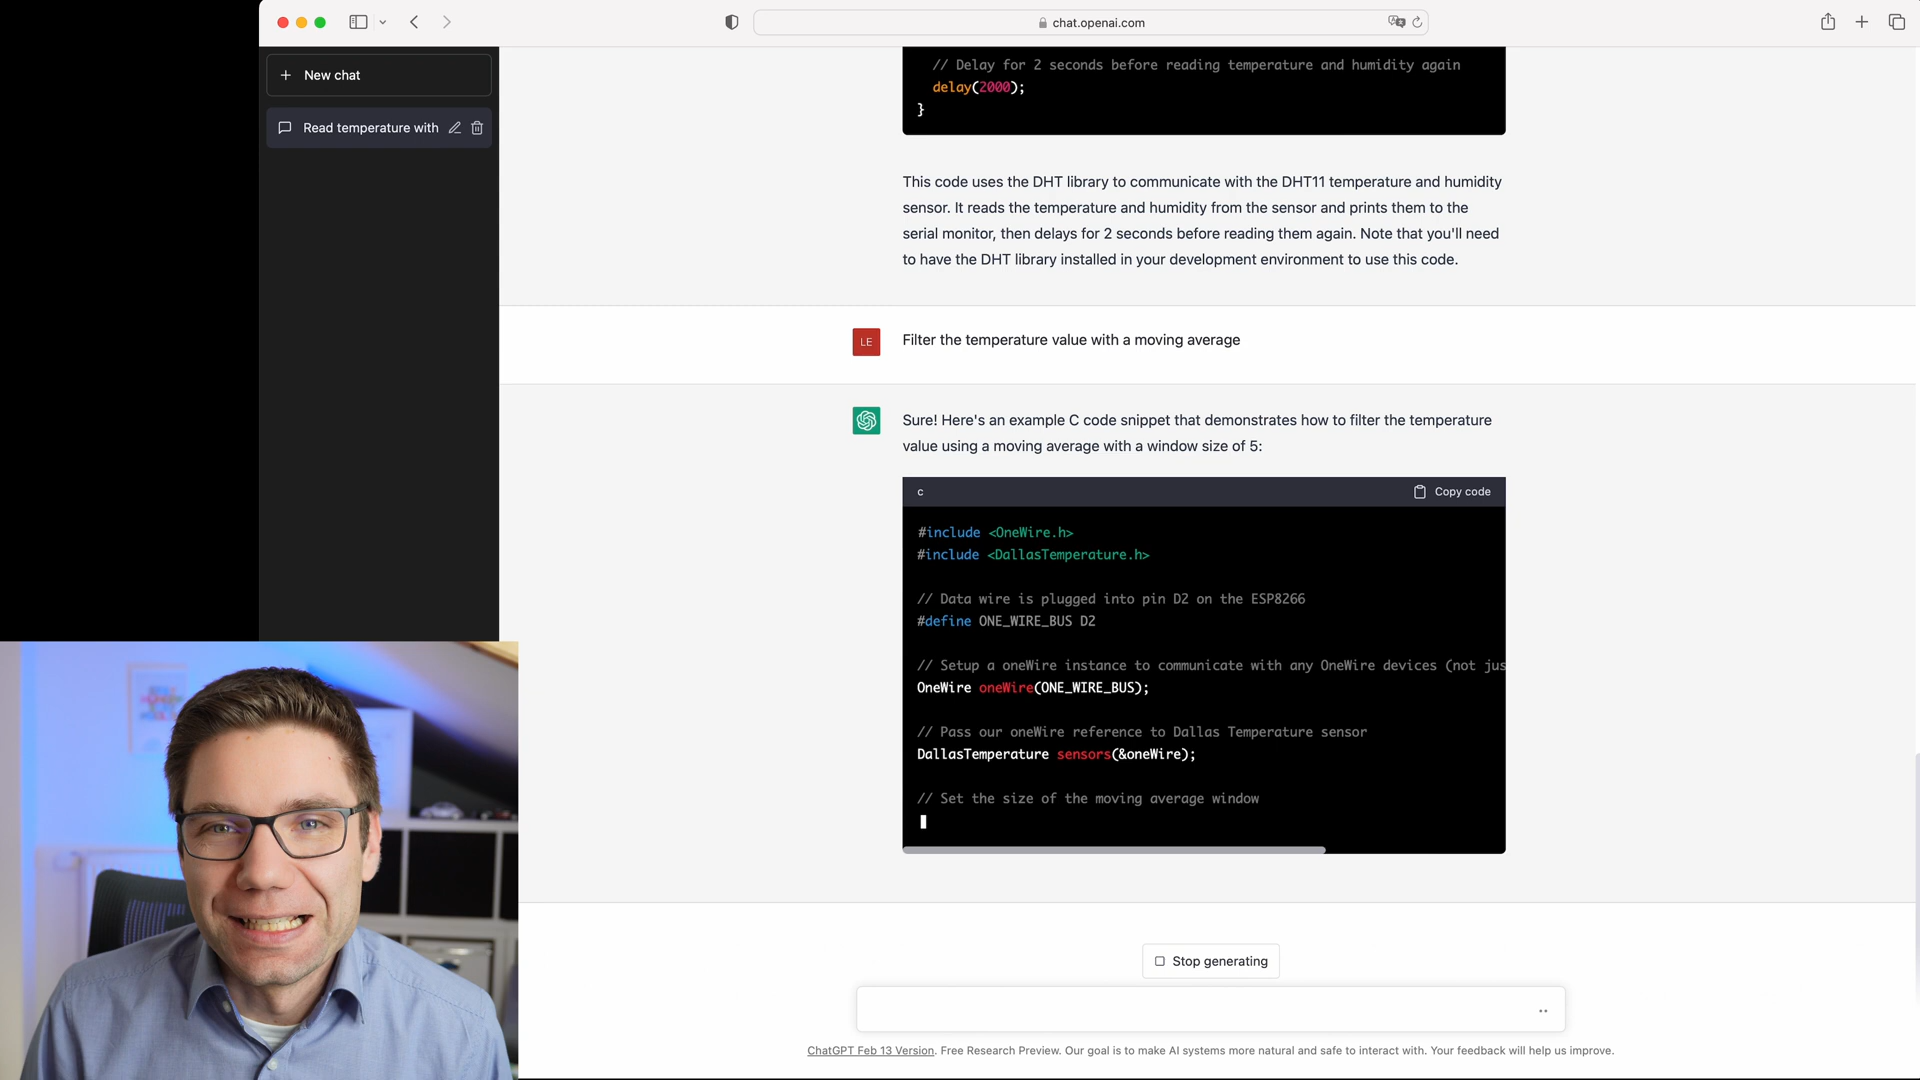 chat.openai.com
New chat
Read temperature with
// Delay for 2 seconds before reading temperature and humidity again
delay(2000);
}
This code uses the DHT library to communicate with the DHT11 temperature and humidity
sensor. It reads the temperature and humidity from the sensor and prints them to the
serial monitor, then delays for 2 seconds before reading them again. Note that you'll need
to have the DHT library installed in your development environment to use this code.
LE
Filter the temperature value with a moving average
Sure! Here's an example C code snippet that demonstrates how to filter the temperature
value using a moving average with a window size of 5:
c
Copy code
#include <OneWire.h>
#include <DallasTemperature.h>
// Data wire is plugged into pin D2 on the ESP8266
#define ONE_WIRE_BUS D2
// Setup a oneWire instance to communicate with any OneWire devices (not jus
OneWire oneWire(ONE_WIRE_BUS);
// Pass our oneWire reference to Dallas Temperature sensor
DallasTemperature sensors(&oneWire);
// Set the size of the moving average window
Stop generating
ChatGPT Feb 13 Version. Free Research Preview. Our goal is to make AI systems more natural and safe to interact with. Your feedback will help us improve.